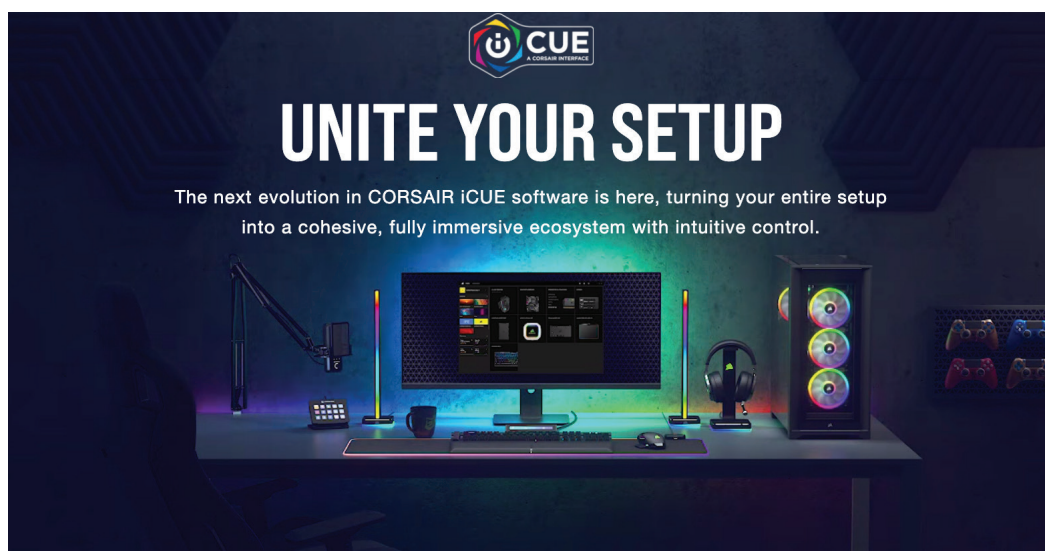 iCUE
A CORSAIR INTERFACE
UNITE YOUR SETUP
The next evolution in CORSAIR iCUE software is here, turning your entire setup
into a cohesive, fully immersive ecosystem with intuitive control.